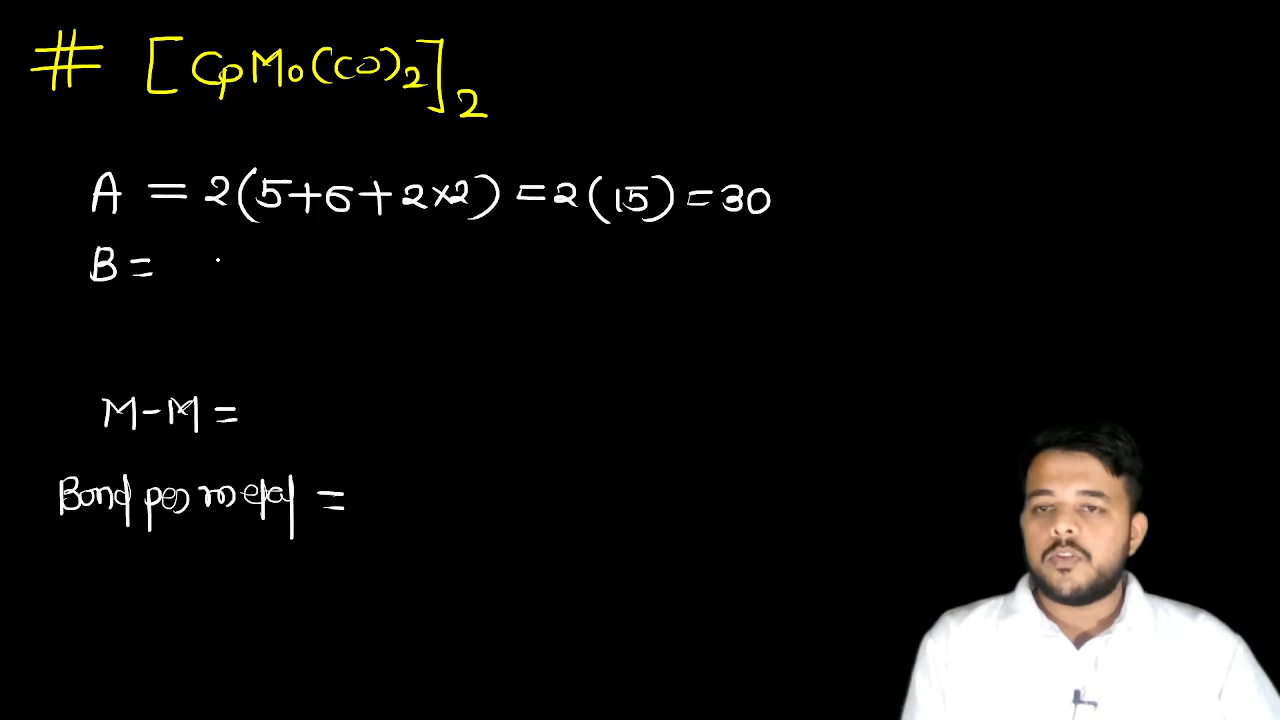 # [CpMo(CO)2]2
A = 2(5+6+2×2) = 2(15) = 30
B =
M-M =
Bond per metal =